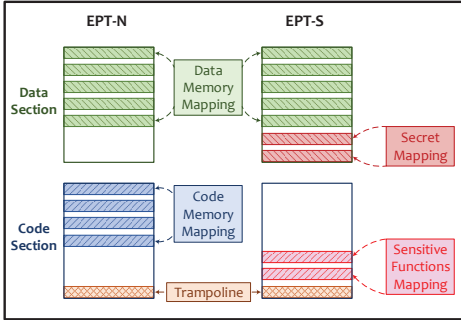 EPT-N
EPT-S
Data
Section
Data
Memory
Mapping
Secret
Mapping
Code
Section
Code
Memory
Mapping
Sensitive
Functions
Mapping
Trampoline